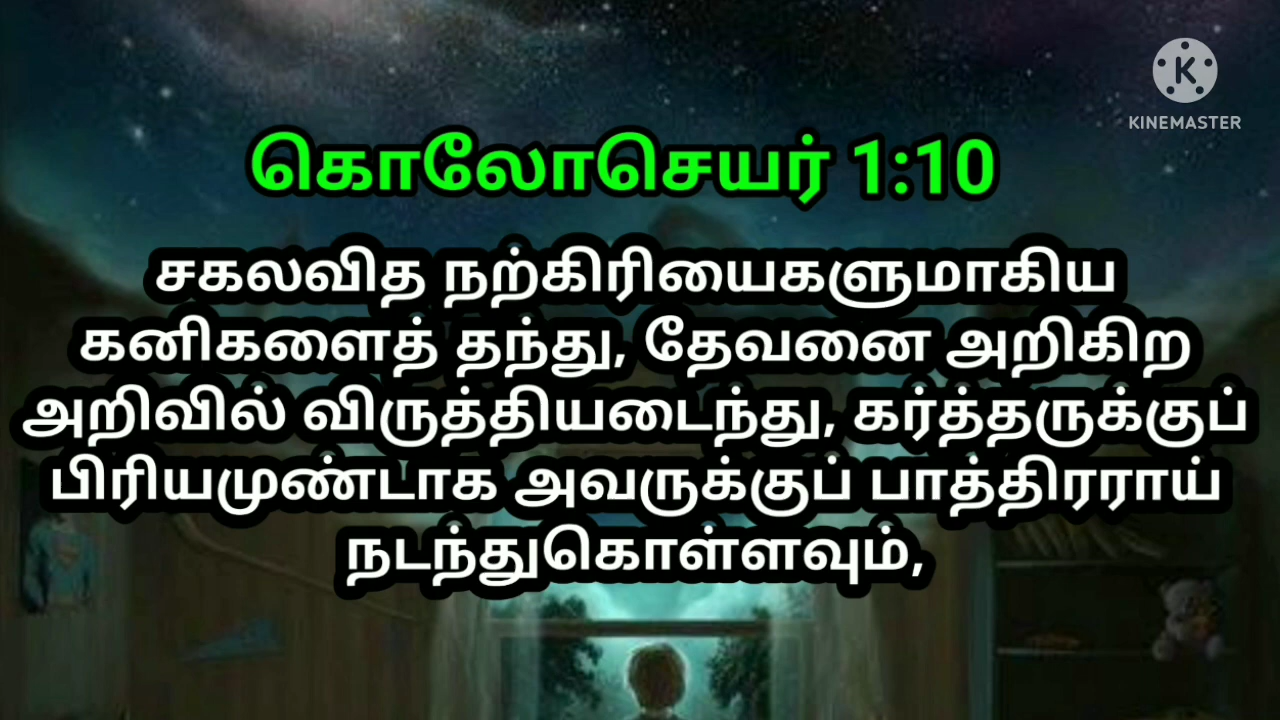 KINEMASTER
கொலோசெயர் 1:10
சகலவித நற்கிரியைகளுமாகிய
கனிகளைத் தந்து, தேவனை அறிகிற
அறிவில் விருத்தியடைந்து, கர்த்தருக்குப்
பிரியமுண்டாக அவருக்குப் பாத்திரராய்
நடந்துகொள்ளவும்,